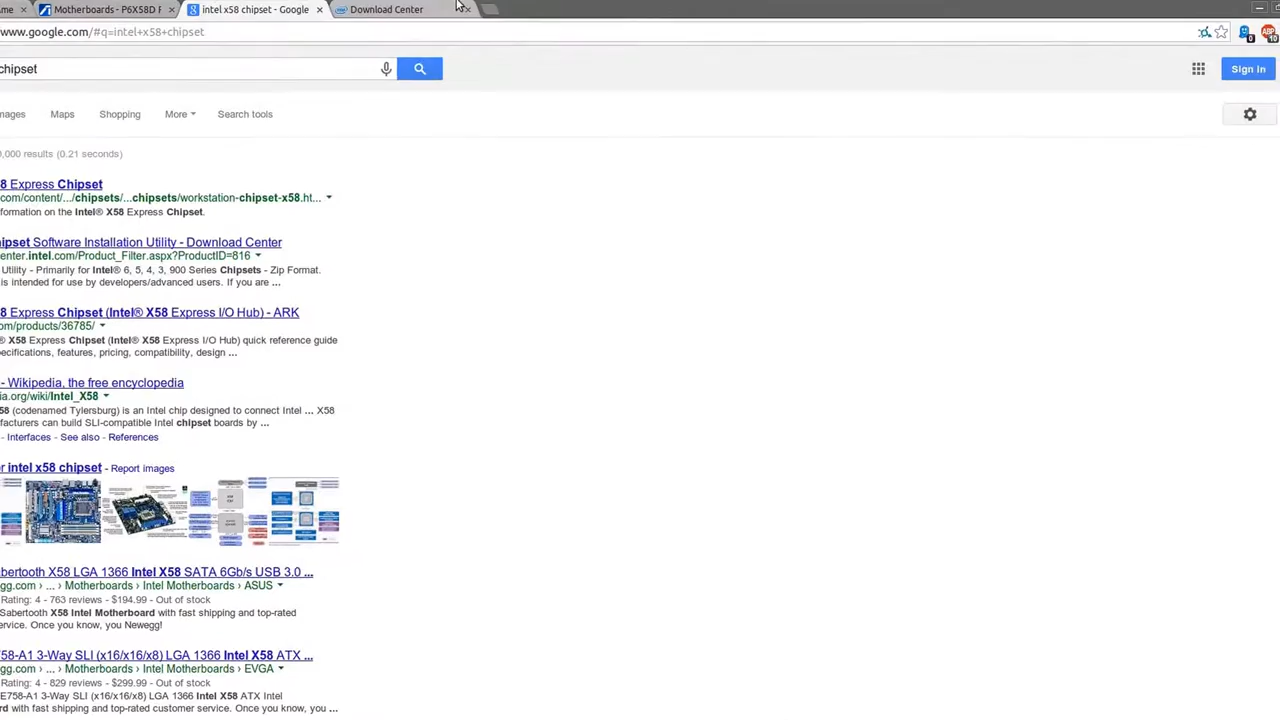 me
Motherboards - P6X58D F
intel x58 chipset - Google
Download Center
www.google.com/#q=intel+x58+chipset
0
10
chipset
Sign in
mages Maps Shopping More Search tools
0,000 results (0.21 seconds)
8 Express Chipset
com/content/.../chipsets/...chipsets/workstation-chipset-x58.ht...
formation on the Intel® X58 Express Chipset.
hipset Software Installation Utility - Download Center
enter.intel.com/Product_Filter.aspx?ProductID=816
Utility - Primarily for Intel® 6, 5, 4, 3, 900 Series Chipsets - Zip Format.
is intended for use by developers/advanced users. If you are ...
8 Express Chipset (Intel® X58 Express I/O Hub) - ARK
om/products/36785/
® X58 Express Chipset (Intel® X58 Express I/O Hub) quick reference guide
ecifications, features, pricing, compatibility, design ...
- Wikipedia, the free encyclopedia
ia.org/wiki/Intel_X58
58 (codenamed Tylersburg) is an Intel chip designed to connect Intel ... X58
ufacturers can build SLI-compatible Intel chipset boards by ...
- Interfaces - See also - References
r intel x58 chipset - Report images
bertooth X58 LGA 1366 Intel X58 SATA 6Gb/s USB 3.0 ...
gg.com › ... › Motherboards › Intel Motherboards › ASUS
Rating: 4 - 763 reviews - $194.99 - Out of stock
Sabertooth X58 Intel Motherboard with fast shipping and top-rated
ervice. Once you know, you Newegg!
58-A1 3-Way SLI (x16/x16/x8) LGA 1366 Intel X58 ATX ...
gg.com › ... › Motherboards › Intel Motherboards › EVGA
Rating: 4 - 829 reviews - $299.99 - Out of stock
E758-A1 3-Way SLI (x16/x16/x8) LGA 1366 Intel X58 ATX Intel
rd with fast shipping and top-rated customer service. Once you know, you ...